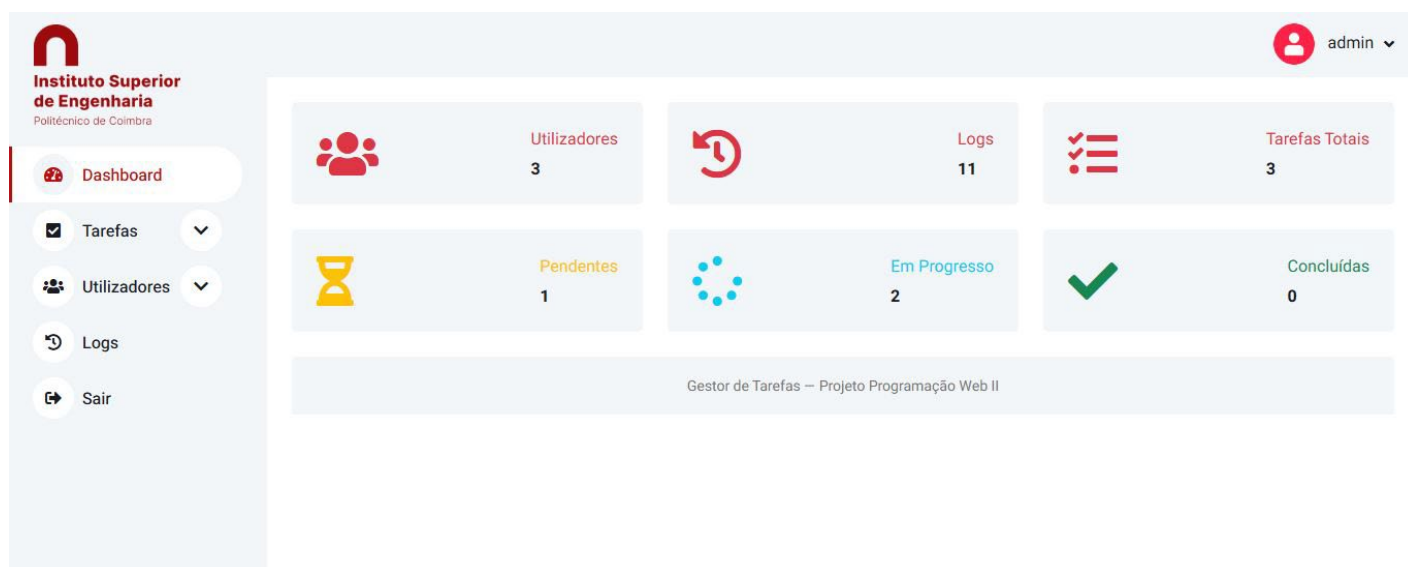 Instituto Superior
de Engenharia
Politécnico de Coimbra
admin
Dashboard
Tarefas
Utilizadores
Logs
Sair
Utilizadores
3
Logs
11
Tarefas Totais
3
Pendentes
1
Em Progresso
2
Concluídas
0
Gestor de Tarefas — Projeto Programação Web II